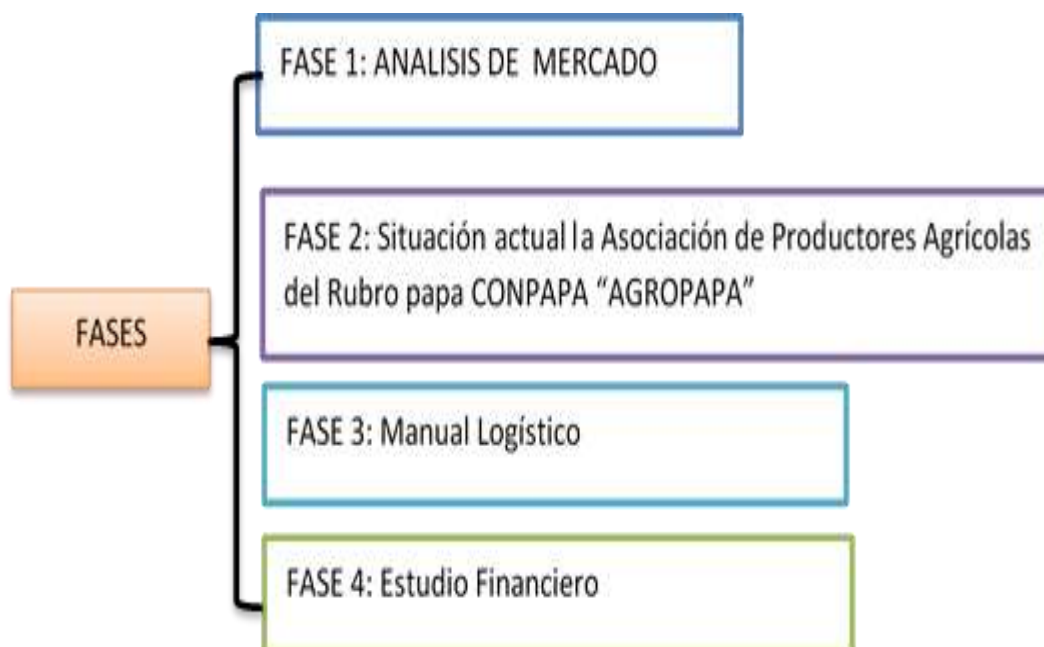 FASE 1: ANALISIS DE MERCADO
FASE 2: Situación actual la Asociación de Productores Agrícolas
del Rubro papa CONPAPA “AGROPAPA”
FASES
FASE 3: Manual Logístico
FASE 4: Estudio Financiero